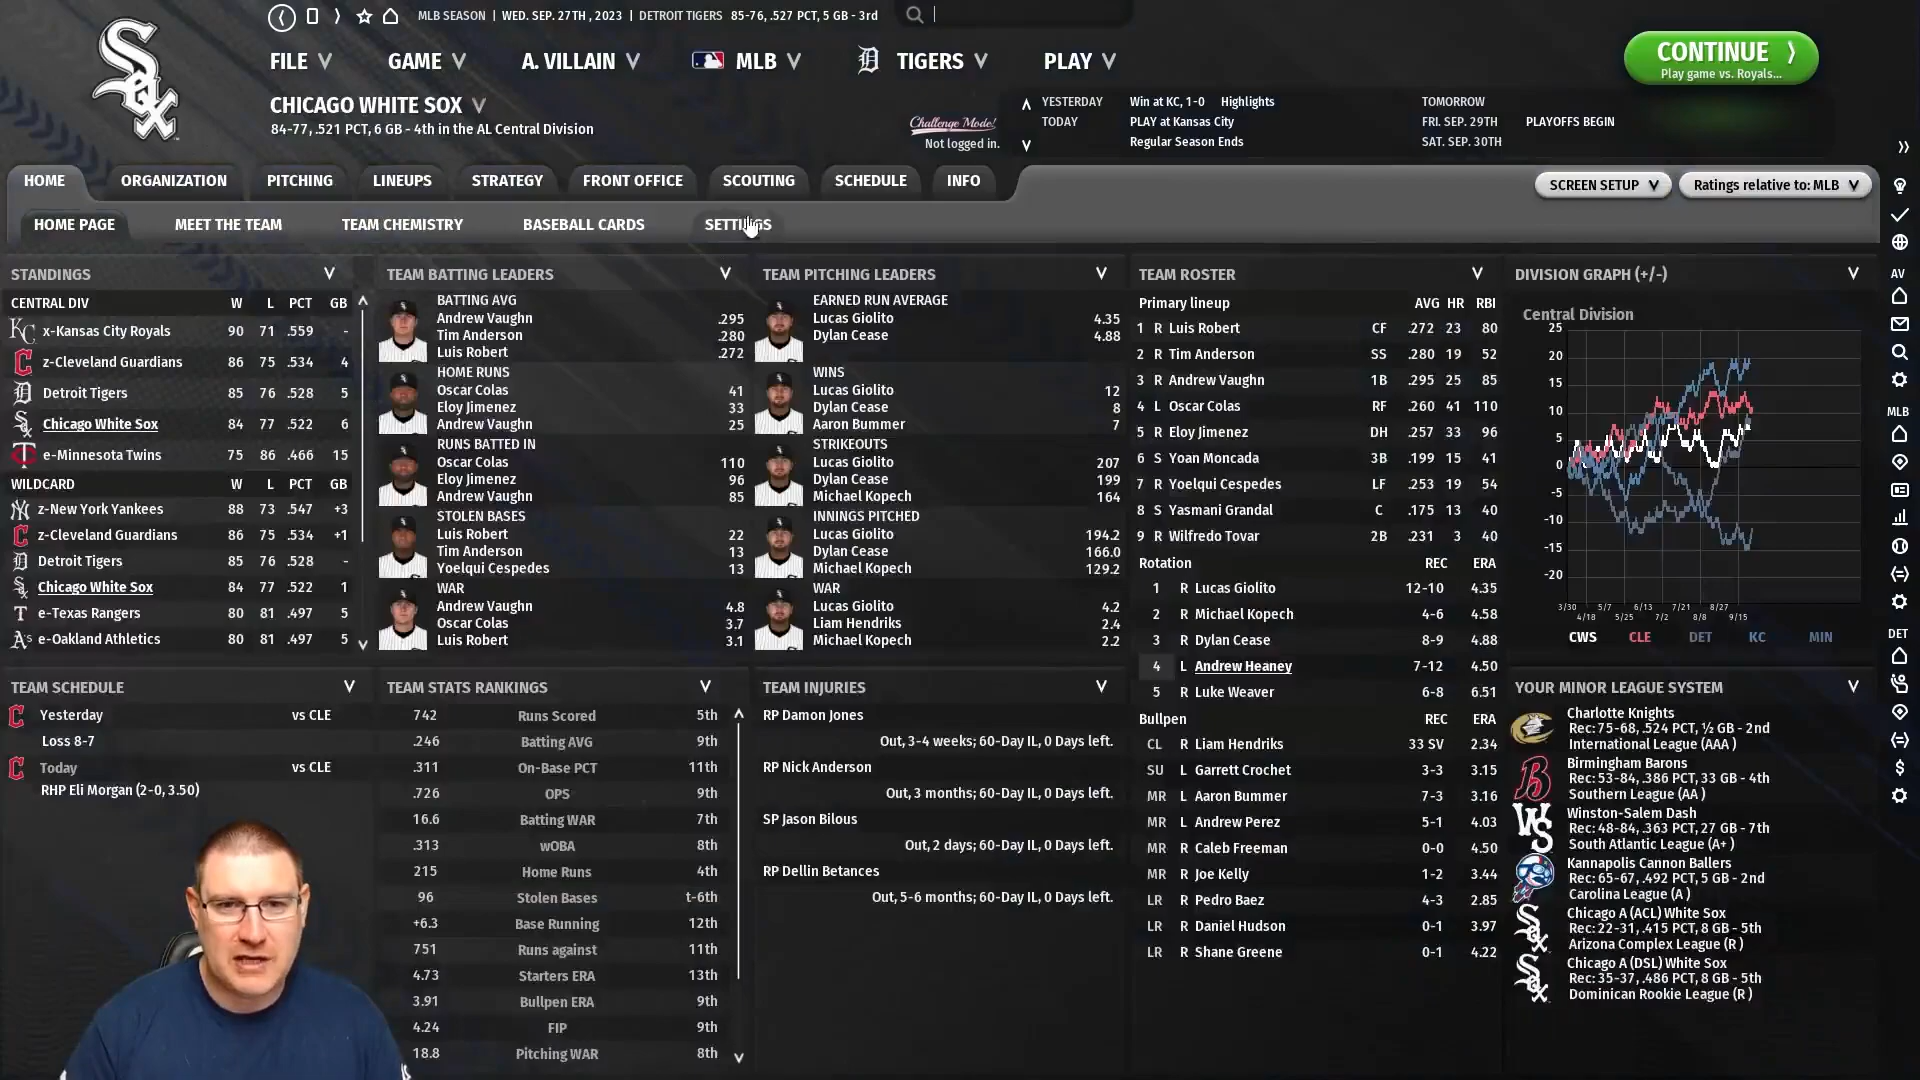 MLB SEASON | WED. SEP. 27TH , 2023 | DETROIT TIGERS 85-76, .527 PCT, 5 GB - 3rd
FILE GAME A. VILLAIN MLB TIGERS PLAY
CONTINUE
Play game vs. Royals...
CHICAGO WHITE SOX
84-77, .521 PCT, 6 GB - 4th in the AL Central Division
Challenge Mode!
Not logged in.
YESTERDAY Win at KC, 1-0 Highlights
TODAY PLAY at Kansas City
Regular Season Ends
TOMORROW
FRI. SEP. 29TH PLAYOFFS BEGIN
SAT. SEP. 30TH
HOME ORGANIZATION PITCHING LINEUPS STRATEGY FRONT OFFICE SCOUTING SCHEDULE INFO
SCREEN SETUP Ratings relative to: MLB
HOME PAGE MEET THE TEAM TEAM CHEMISTRY BASEBALL CARDS SETTINGS
STANDINGS
CENTRAL DIV W L PCT GB
x-Kansas City Royals 90 71 .559 -
z-Cleveland Guardians 86 75 .534 4
Detroit Tigers 85 76 .528 5
Chicago White Sox 84 77 .522 6
e-Minnesota Twins 75 86 .466 15
WILDCARD W L PCT GB
z-New York Yankees 88 73 .547 +3
z-Cleveland Guardians 86 75 .534 +1
Detroit Tigers 85 76 .528 -
Chicago White Sox 84 77 .522 1
e-Texas Rangers 80 81 .497 5
e-Oakland Athletics 80 81 .497 5
TEAM BATTING LEADERS
BATTING AVG
Andrew Vaughn .295
Tim Anderson .280
Luis Robert .272
HOME RUNS
Oscar Colas 41
Eloy Jimenez 33
Andrew Vaughn 25
RUNS BATTED IN
Oscar Colas 110
Eloy Jimenez 96
Andrew Vaughn 85
STOLEN BASES
Luis Robert 22
Tim Anderson 13
Yoelqui Cespedes 13
WAR
Andrew Vaughn 4.8
Oscar Colas 3.7
Luis Robert 3.1
TEAM PITCHING LEADERS
EARNED RUN AVERAGE
Lucas Giolito 4.35
Dylan Cease 4.88
WINS
Lucas Giolito 12
Dylan Cease 8
Aaron Bummer 7
STRIKEOUTS
Lucas Giolito 207
Dylan Cease 199
Michael Kopech 164
INNINGS PITCHED
Lucas Giolito 194.2
Dylan Cease 166.0
Michael Kopech 129.2
WAR
Lucas Giolito 4.2
Liam Hendriks 2.4
Michael Kopech 2.2
TEAM ROSTER
Primary lineup AVG HR RBI
1 R Luis Robert CF .272 23 80
2 R Tim Anderson SS .280 19 52
3 R Andrew Vaughn 1B .295 25 85
4 L Oscar Colas RF .260 41 110
5 R Eloy Jimenez DH .257 33 96
6 S Yoan Moncada 3B .199 15 41
7 R Yoelqui Cespedes LF .253 19 54
8 S Yasmani Grandal C .175 13 40
9 R Wilfredo Tovar 2B .231 3 40
Rotation REC ERA
1 R Lucas Giolito 12-10 4.35
2 R Michael Kopech 4-6 4.58
3 R Dylan Cease 8-9 4.88
4 L Andrew Heaney 7-12 4.50
5 R Luke Weaver 6-8 6.51
Bullpen REC ERA
CL R Liam Hendriks 33 SV 2.34
SU L Garrett Crochet 3-3 3.15
MR L Aaron Bummer 7-3 3.16
MR L Andrew Perez 5-1 4.03
MR R Caleb Freeman 0-0 4.50
MR R Joe Kelly 1-2 3.44
LR R Pedro Baez 4-3 2.85
LR R Daniel Hudson 0-1 3.97
LR R Shane Greene 0-1 4.22
DIVISION GRAPH (+/-)
Central Division
25
20
15
10
5
0
-5
-10
-15
-20
3/30 5/7 6/13 7/21 8/27
4/18 5/25 7/2 8/8 9/15
CWS CLE DET KC MIN
TEAM SCHEDULE
Yesterday vs CLE
Loss 8-7
Today vs CLE
RHP Eli Morgan (2-0, 3.50)
TEAM STATS RANKINGS
742 Runs Scored 5th
.246 Batting AVG 9th
.311 On-Base PCT 11th
.726 OPS 9th
16.6 Batting WAR 7th
.313 wOBA 8th
215 Home Runs 4th
96 Stolen Bases t-6th
+6.3 Base Running 12th
751 Runs against 11th
4.73 Starters ERA 13th
3.91 Bullpen ERA 9th
4.24 FIP 9th
18.8 Pitching WAR 8th
TEAM INJURIES
RP Damon Jones
Out, 3-4 weeks; 60-Day IL, 0 Days left.
RP Nick Anderson
Out, 3 months; 60-Day IL, 0 Days left.
SP Jason Bilous
Out, 2 days; 60-Day IL, 0 Days left.
RP Dellin Betances
Out, 5-6 months; 60-Day IL, 0 Days left.
YOUR MINOR LEAGUE SYSTEM
Charlotte Knights
Rec: 75-68, .524 PCT, ½ GB - 2nd
International League (AAA )
Birmingham Barons
Rec: 53-84, .386 PCT, 33 GB - 4th
Southern League (AA )
Winston-Salem Dash
Rec: 48-84, .363 PCT, 27 GB - 7th
South Atlantic League (A+ )
Kannapolis Cannon Ballers
Rec: 65-67, .492 PCT, 5 GB - 2nd
Carolina League (A )
Chicago A (ACL) White Sox
Rec: 22-31, .415 PCT, 8 GB - 5th
Arizona Complex League (R )
Chicago A (DSL) White Sox
Rec: 35-37, .486 PCT, 8 GB - 5th
Dominican Rookie League (R )
AV
MLB
DET